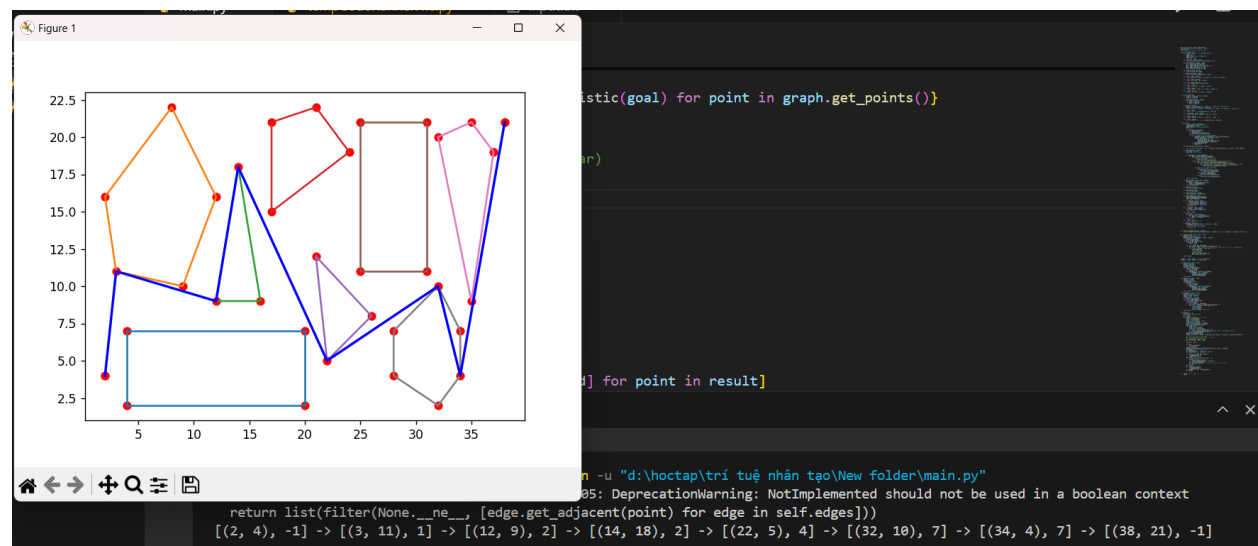 Figure 1
22.5
20.0
17.5
15.0
12.5
10.0
7.5
5.0
2.5
5 10 15 20 25 30 35
istic(goal) for point in graph.get_points()}
ar)
] for point in result]
-u "d:\hoctap\trí tuệ nhân tạo\New folder\main.py"
05: DeprecationWarning: NotImplemented should not be used in a boolean context
return list(filter(None.__ne__, [edge.get_adjacent(point) for edge in self.edges]))
[(2, 4), -1] -> [(3, 11), 1] -> [(12, 9), 2] -> [(14, 18), 2] -> [(22, 5), 4] -> [(32, 10), 7] -> [(34, 4), 7] -> [(38, 21), -1]